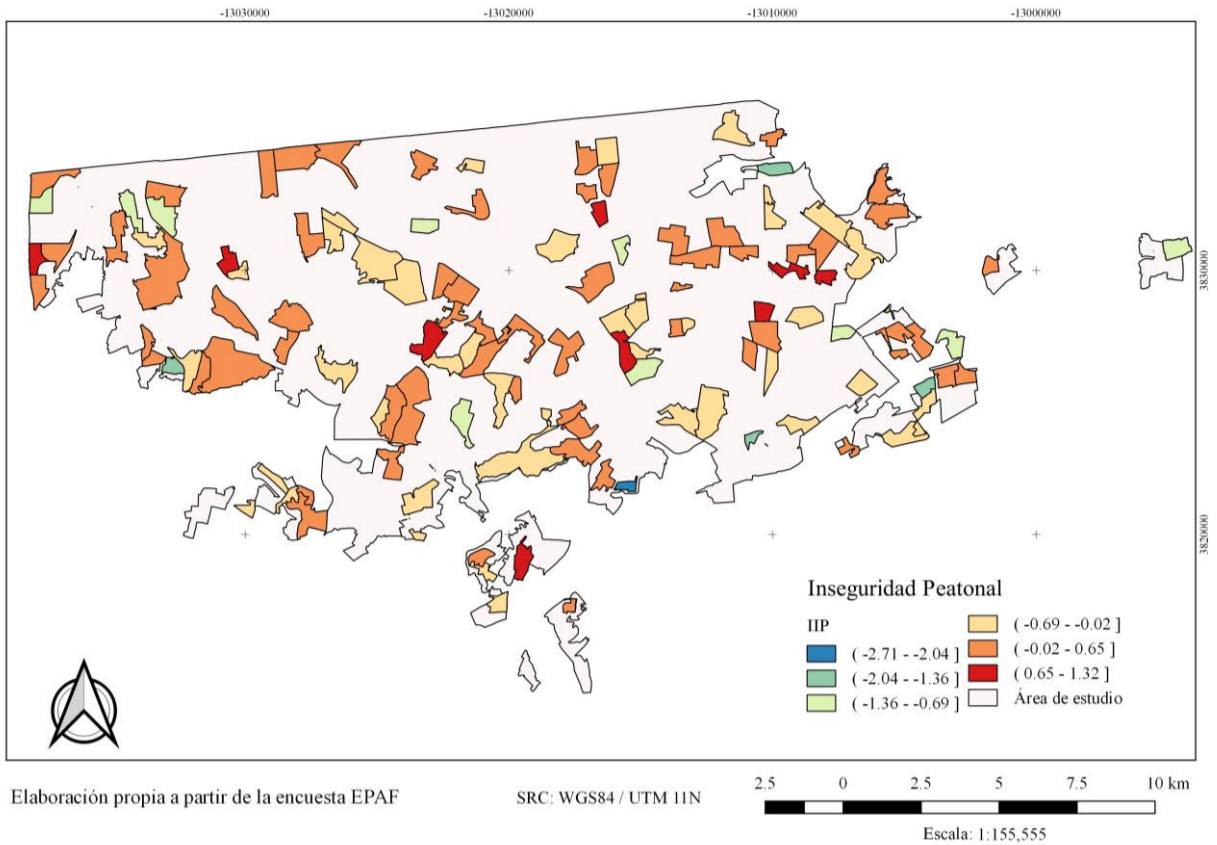 -13030000
-13020000
-13010000
-13000000
3830000
3820000
Inseguridad Peatonal
IIP
( -2.71 - -2.04 ]
( -2.04 - -1.36 ]
( -1.36 - -0.69 ]
( -0.69 - -0.02 ]
( -0.02 - 0.65 ]
( 0.65 - 1.32 ]
Área de estudio
Elaboración propia a partir de la encuesta EPAF
SRC: WGS84 / UTM 11N
2.5 0 2.5 5 7.5 10 km
Escala: 1:155,555